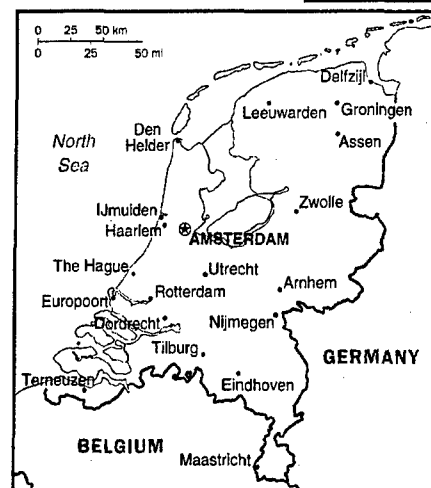 0 25 50 km
0 25 50 mi
Delfzijl
Leeuwarden
Groningen
North
Sea
Den
Helder
Assen
Zwolle
IJmuiden
Haarlem
AMSTERDAM
The Hague
Utrecht
Arnhem
Europoort
Rotterdam
Dordrecht
Nijmegen
Tilburg
GERMANY
Terneuzen
Eindhoven
BELGIUM
Maastricht